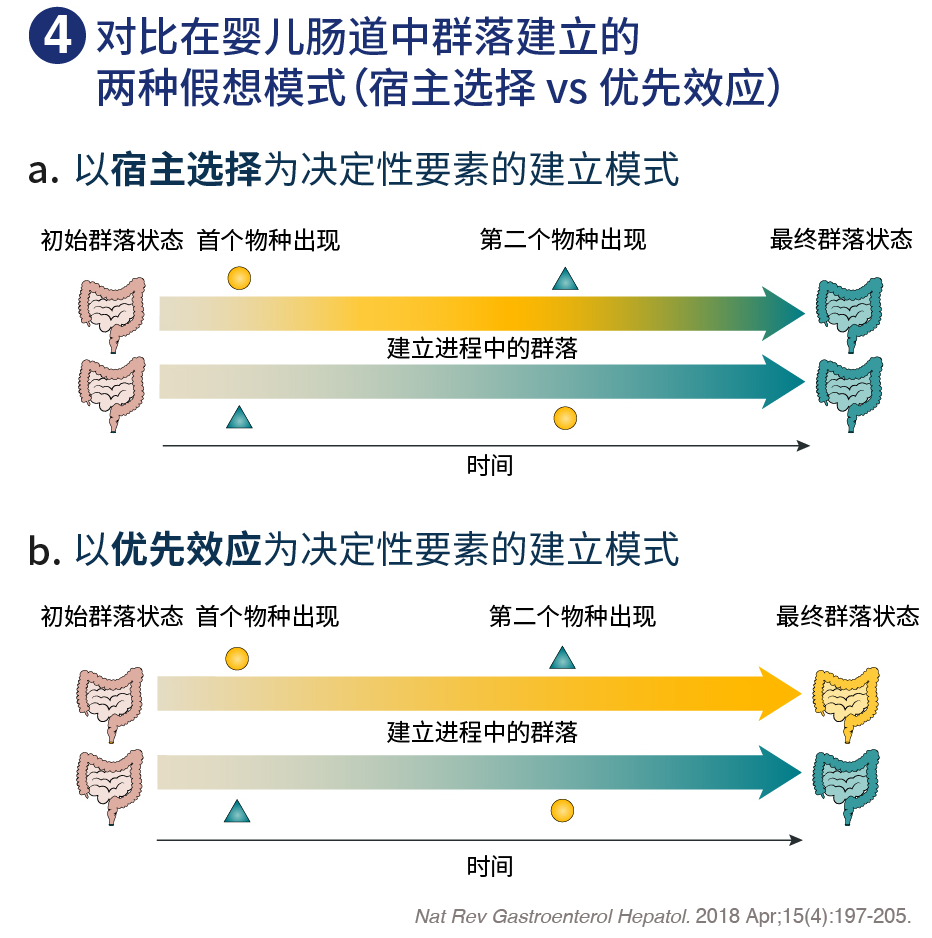 4 对比在婴儿肠道中群落建立的
两种假想模式(宿主选择 vs 优先效应)
a. 以宿主选择为决定性要素的建立模式
初始群落状态 首个物种出现 第二个物种出现 最终群落状态
建立进程中的群落
时间
b. 以优先效应为决定性要素的建立模式
初始群落状态 首个物种出现 第二个物种出现 最终群落状态
建立进程中的群落
时间
Nat Rev Gastroenterol Hepatol. 2018 Apr;15(4):197-205.